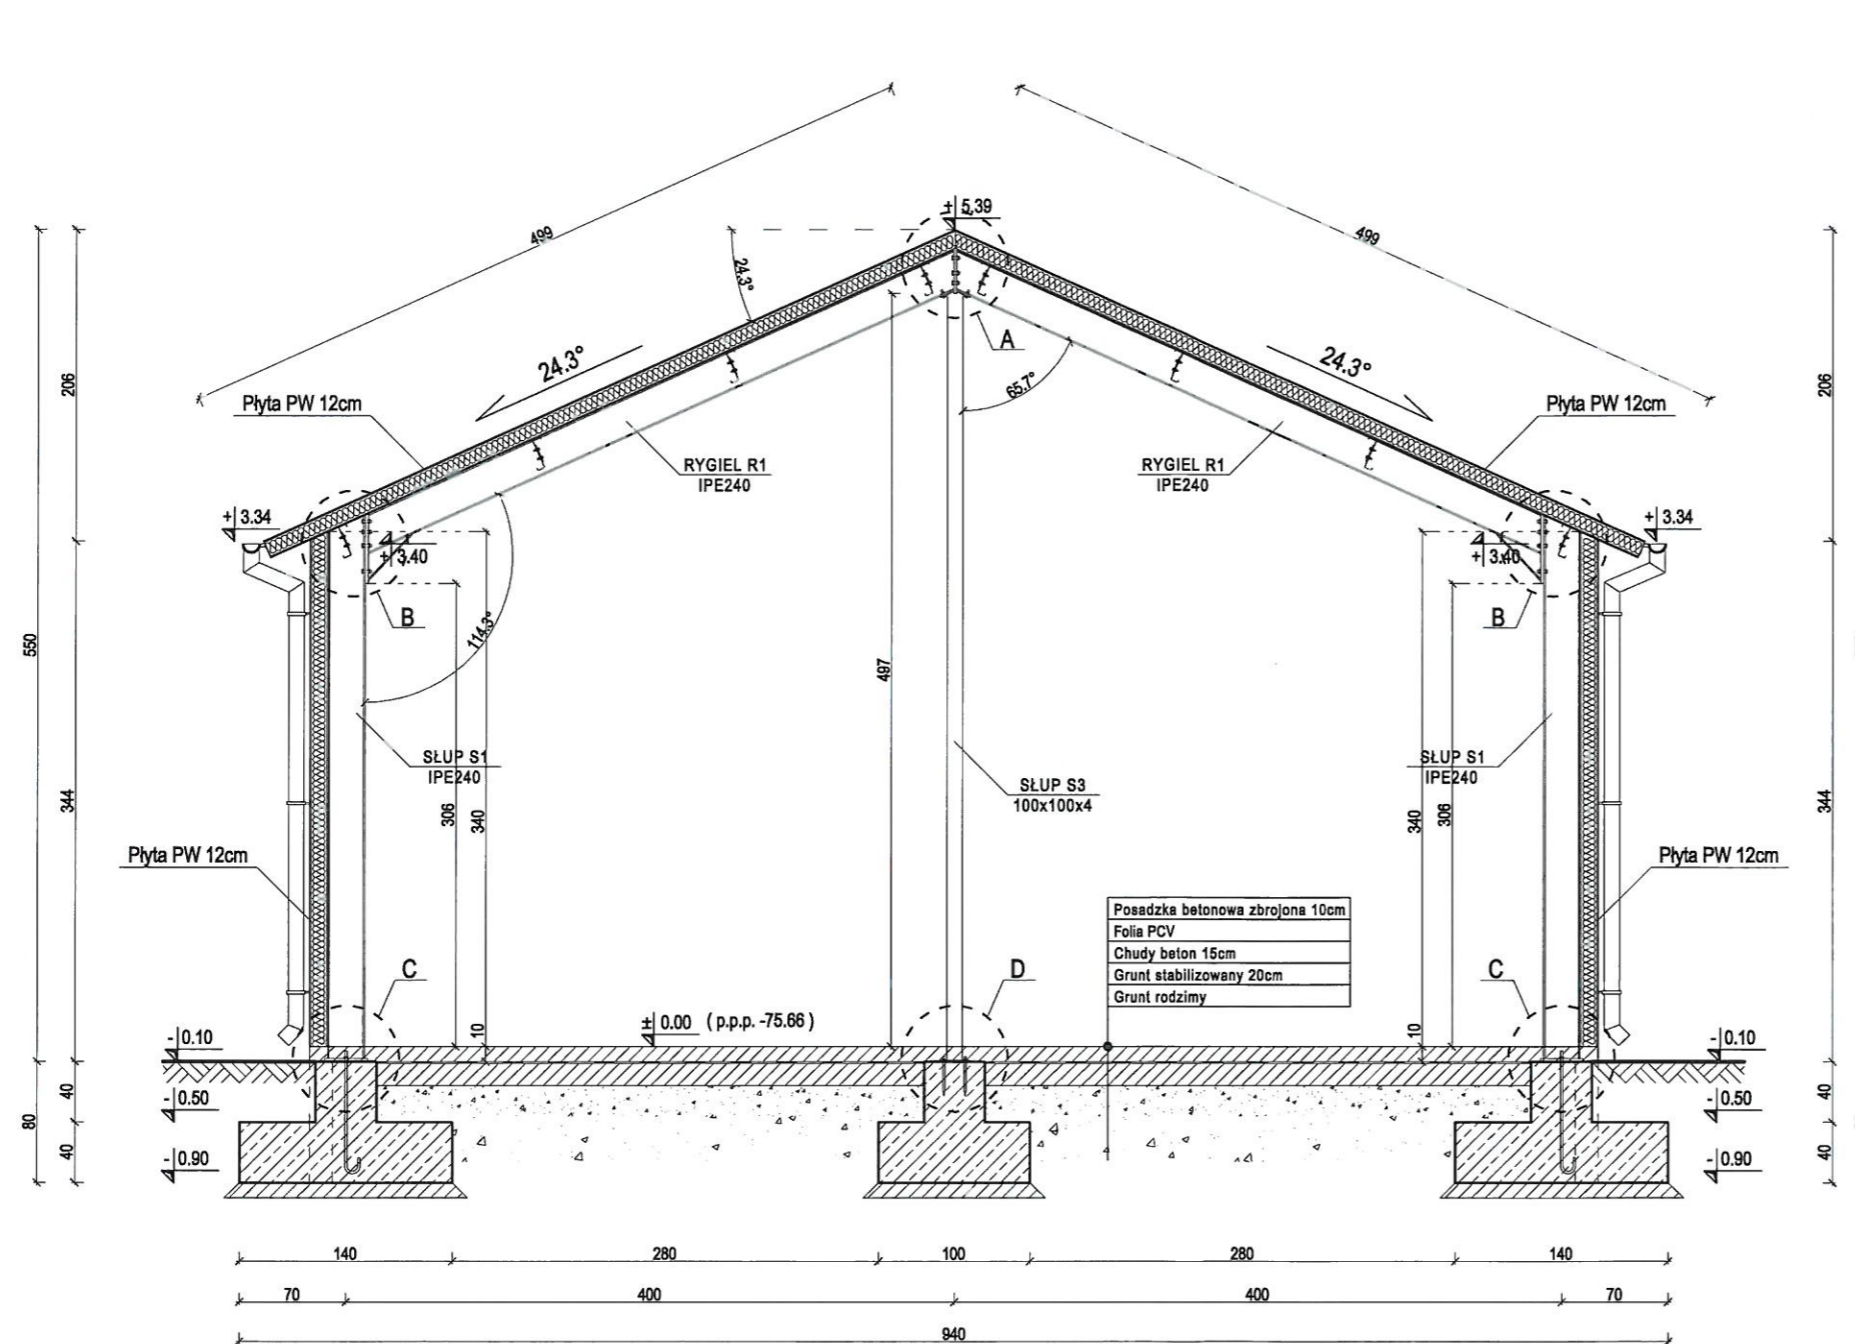 499
499
± 5,39
24.3°
24.3°
24.3°
A
65.7°
206
206
Płyta PW 12cm
Płyta PW 12cm
RYGIEL R1
IPE240
RYGIEL R1
IPE240
+ 3.34
+ 3.34
+ 3.40
+ 3.40
B
B
114.3°
550
497
SŁUP S1
IPE240
SŁUP S1
IPE240
SŁUP S3
100x100x4
344
306
340
340
306
344
Płyta PW 12cm
Płyta PW 12cm
Posadzka betonowa zbrojona 10cm
Folia PCV
Chudy beton 15cm
Grunt stabilizowany 20cm
Grunt rodzimy
C
D
C
± 0.00 ( p.p.p. -75.66 )
10
10
- 0.10
- 0.10
40
- 0.50
- 0.50
40
80
40
- 0.90
- 0.90
40
140
280
100
280
140
70
400
400
70
940